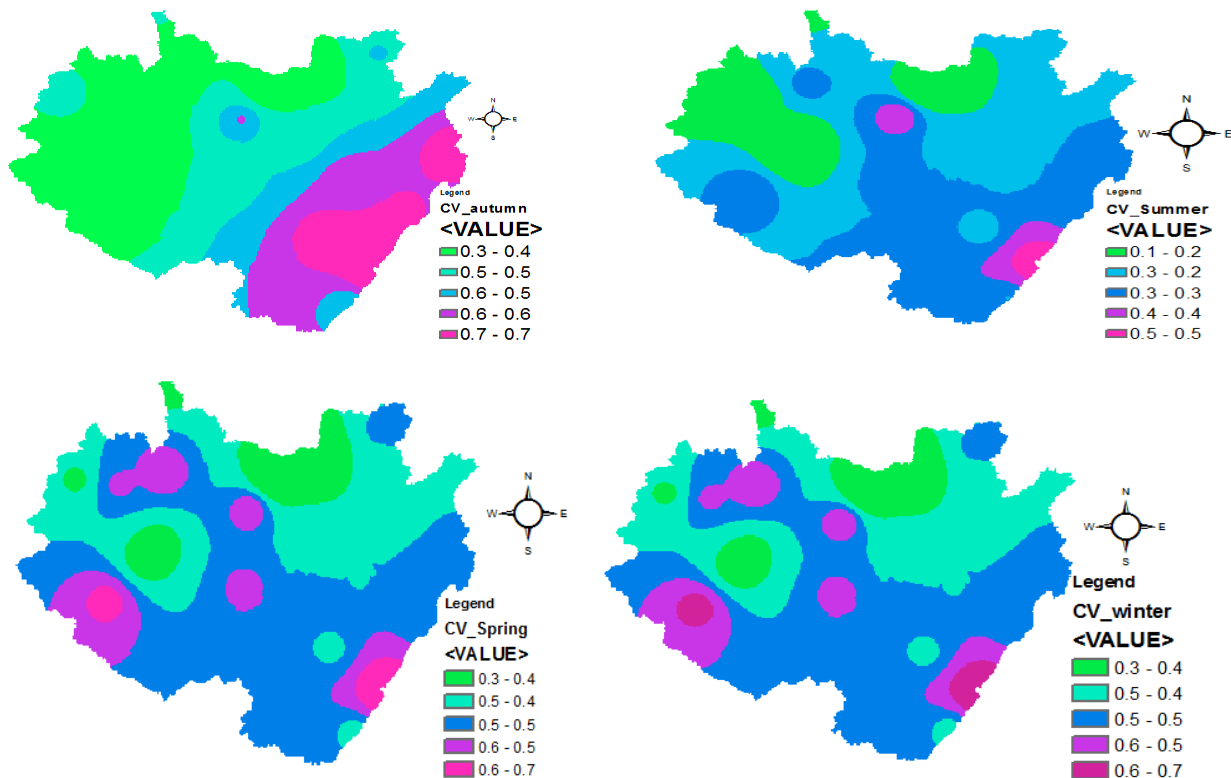 N
W E
S
Legend
CV_autumn
<VALUE>
0.3 - 0.4
0.5 - 0.5
0.6 - 0.5
0.6 - 0.6
0.7 - 0.7
N
W E
S
Legend
CV_Summer
<VALUE>
0.1 - 0.2
0.3 - 0.2
0.3 - 0.3
0.4 - 0.4
0.5 - 0.5
N
W E
S
Legend
CV_Spring
<VALUE>
0.3 - 0.4
0.5 - 0.4
0.5 - 0.5
0.6 - 0.5
0.6 - 0.7
N
W E
S
Legend
CV_winter
<VALUE>
0.3 - 0.4
0.5 - 0.4
0.5 - 0.5
0.6 - 0.5
0.6 - 0.7